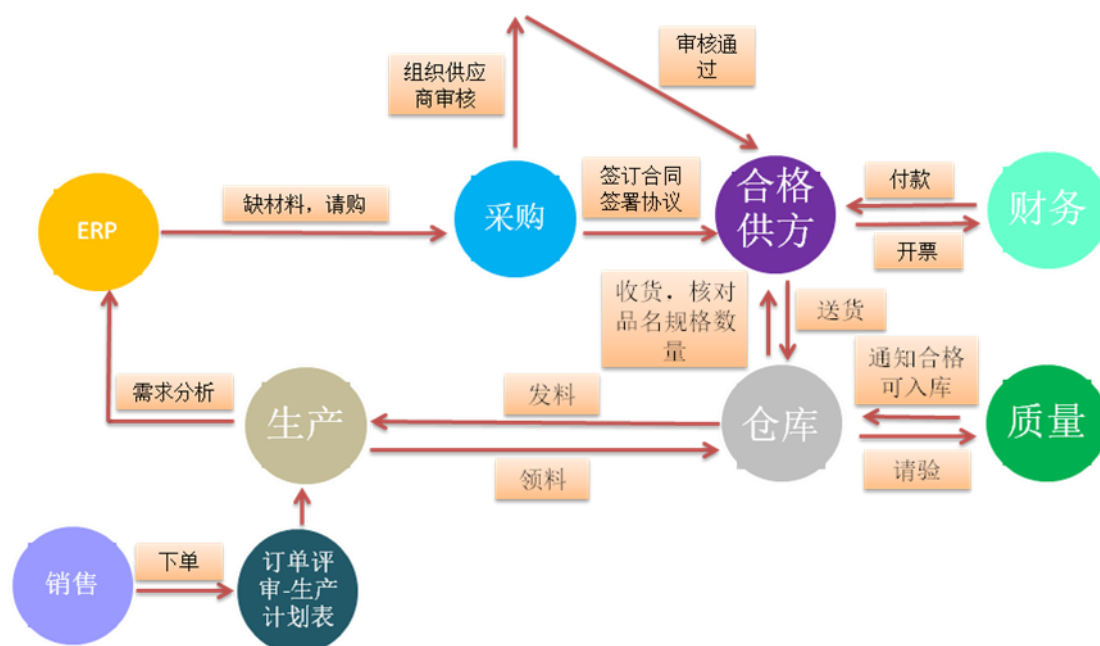 组织供应
商审核
审核通
过
ERP
缺材料，请购
采购
签订合同
签署协议
合格
供方
付款
开票
财务
收货．核对
品名规格数
量
送货
通知合格
可入库
需求分析
生产
发料
领料
仓库
请验
质量
销售
下单
订单评
审-生产
计划表